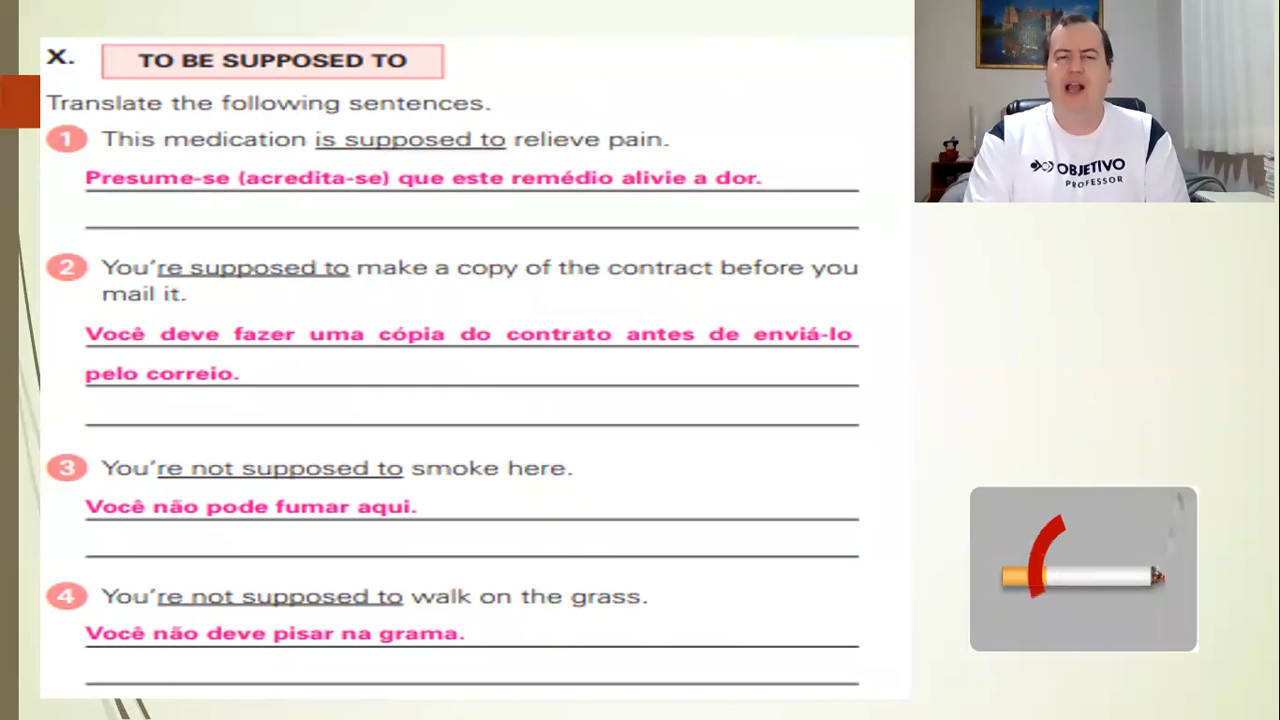 X. TO BE SUPPOSED TO
Translate the following sentences.
1 This medication is supposed to relieve pain.
Presume-se (acredita-se) que este remédio alivie a dor.
2 You're supposed to make a copy of the contract before you
mail it.
Você deve fazer uma cópia do contrato antes de enviá-lo
pelo correio.
3 You're not supposed to smoke here.
Você não pode fumar aqui.
4 You're not supposed to walk on the grass.
Você não deve pisar na grama.
OBJETIVO
PROFESSOR